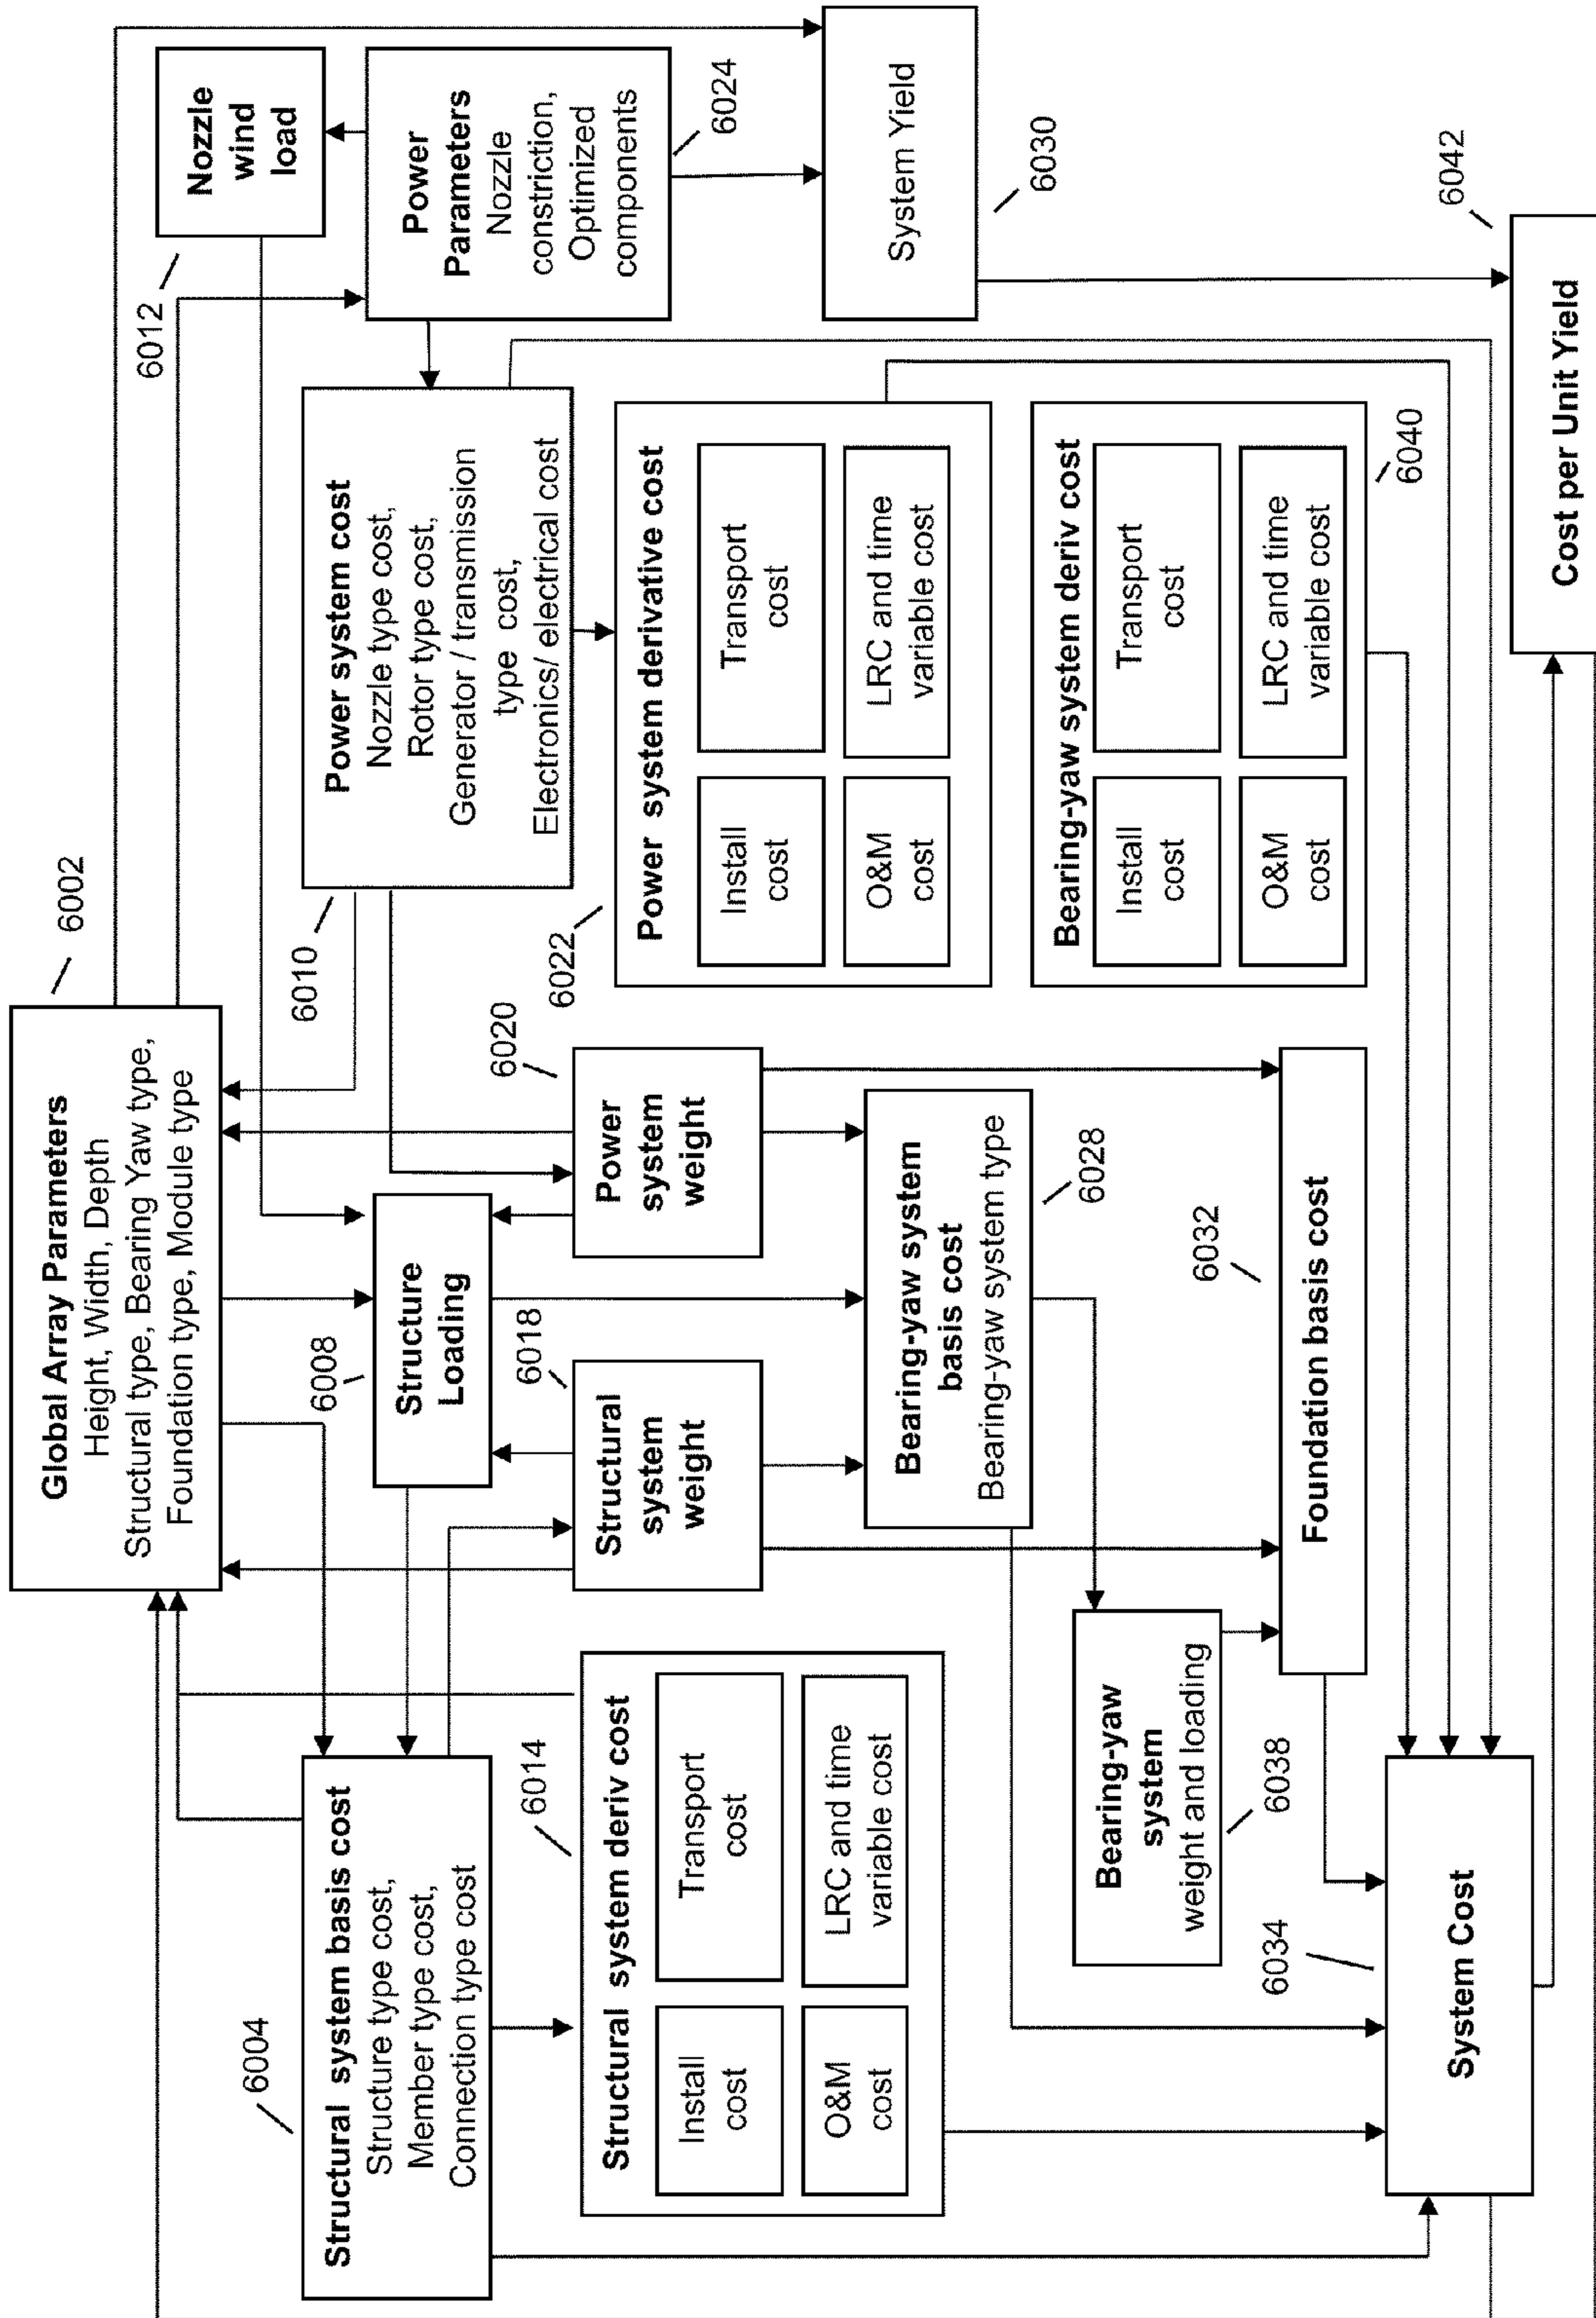 6002
Global Array Parameters
Height, Width, Depth
Structural type, Bearing Yaw type,
Foundation type, Module type
6004
Structural system basis cost
Structure type cost,
Member type cost,
Connection type cost
6008
Structure
Loading
6010
Power system cost
Nozzle type cost,
Rotor type cost,
Generator / transmission
type cost,
Electronics/ electrical cost
6012
Nozzle
wind
load
Power
Parameters
Nozzle
constriction,
Optimized
components
6024
6014
Structural system deriv cost
Install
cost
Transport
cost
O&M
cost
LRC and time
variable cost
6018
Structural
system
weight
6020
Power
system
weight
6022
Power system derivative cost
Install
cost
Transport
cost
O&M
cost
LRC and time
variable cost
System Yield
6030
Bearing-yaw system
basis cost
Bearing-yaw system type
6028
Bearing-yaw system deriv cost
Install
cost
Transport
cost
O&M
cost
LRC and time
variable cost
6040
Bearing-yaw
system
weight and loading
6038
6032
Foundation basis cost
6034
System Cost
6042
Cost per Unit Yield